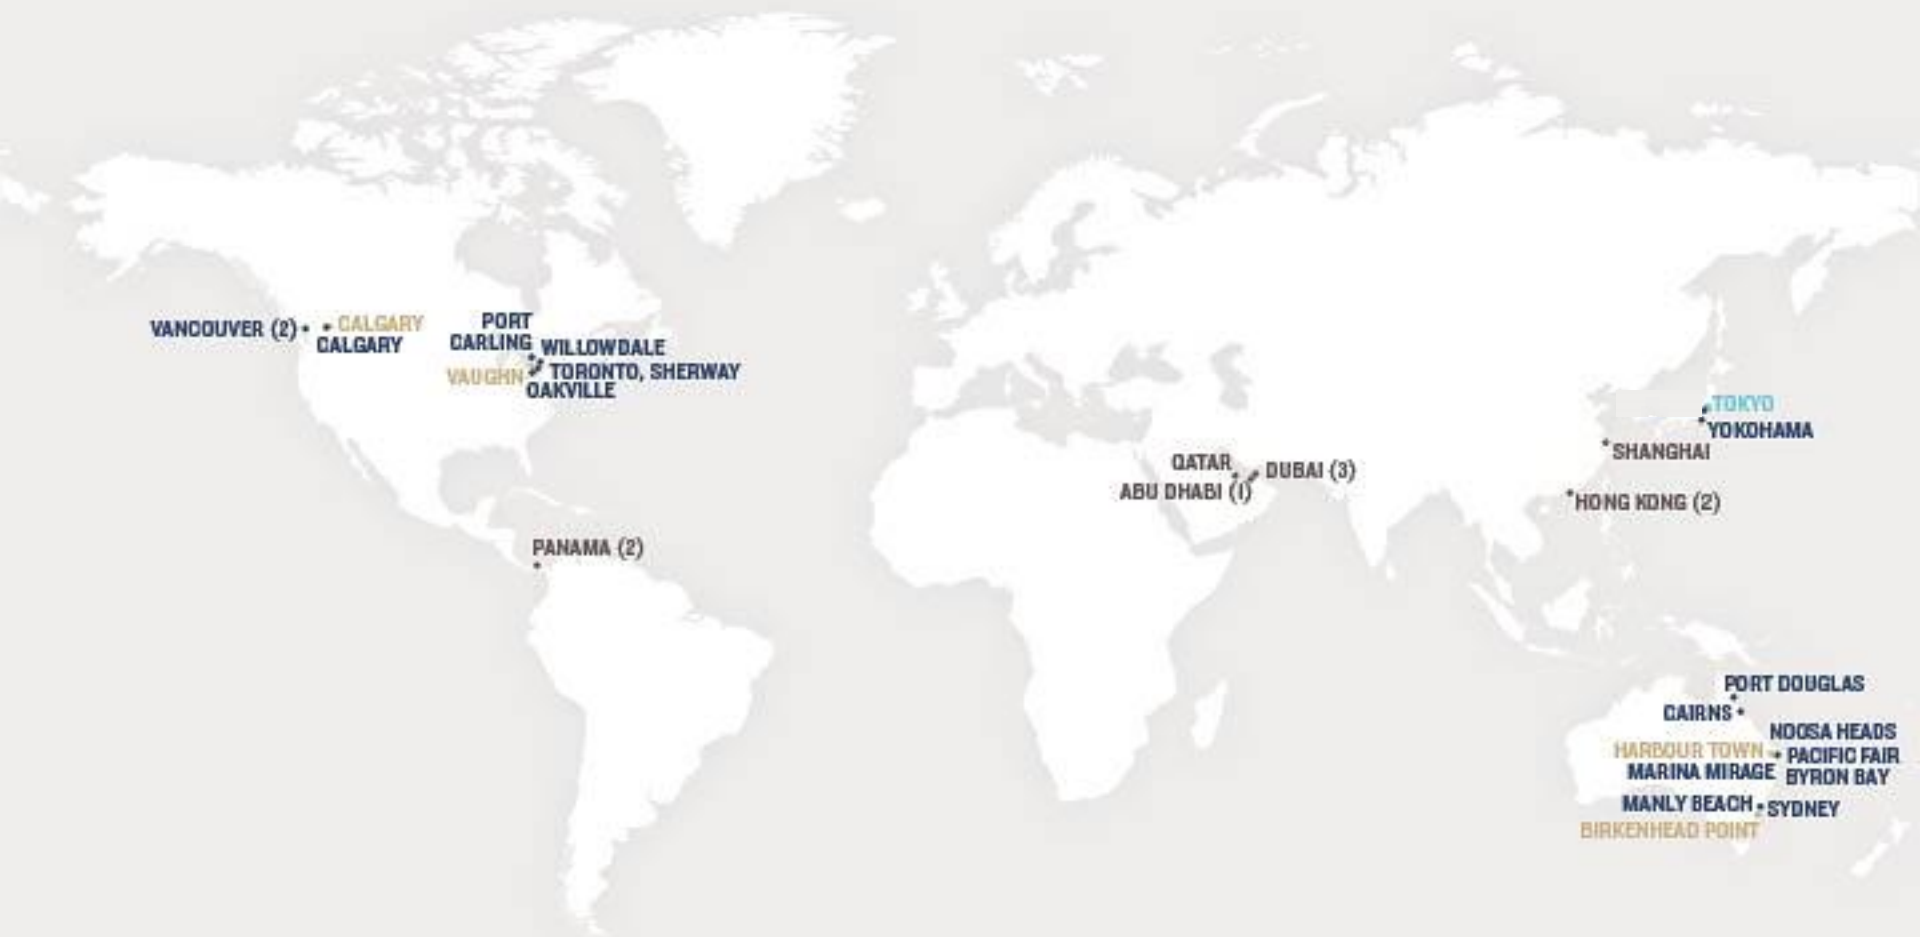 VANCOUVER (2)
CALGARY
CALGARY
PORT
CARLING
WILLOWDALE
VAUGHN
TORONTO, SHERWAY
OAKVILLE
PANAMA (2)
QATAR
DUBAI (3)
ABU DHABI (1)
TOKYO
YOKOHAMA
SHANGHAI
HONG KONG (2)
PORT DOUGLAS
CAIRNS
NOOSA HEADS
HARBOUR TOWN
PACIFIC FAIR
MARINA MIRAGE
BYRON BAY
MANLY BEACH
SYDNEY
BIRKENHEAD POINT